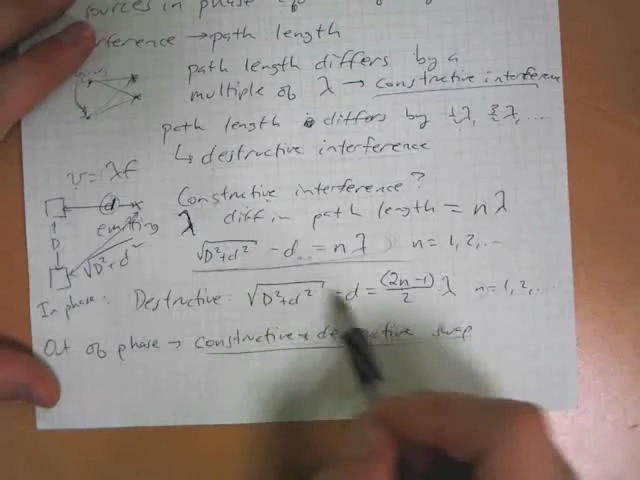 sources in phase
interference → path length
path length differs by a
multiple of λ → constructive interference
path length differs by ½λ, 3/2 λ, ...
↳ destructive interference
v = λf
Constructive interference?
d
emitting λ
diff in path length = nλ
D
√D²+d²
√D²+d² - d = nλ n = 1, 2, ...
In phase: Destructive: √D²+d² - d = (2n-1)/2 λ n = 1, 2, ...
Out of phase → constructive + destructive swap